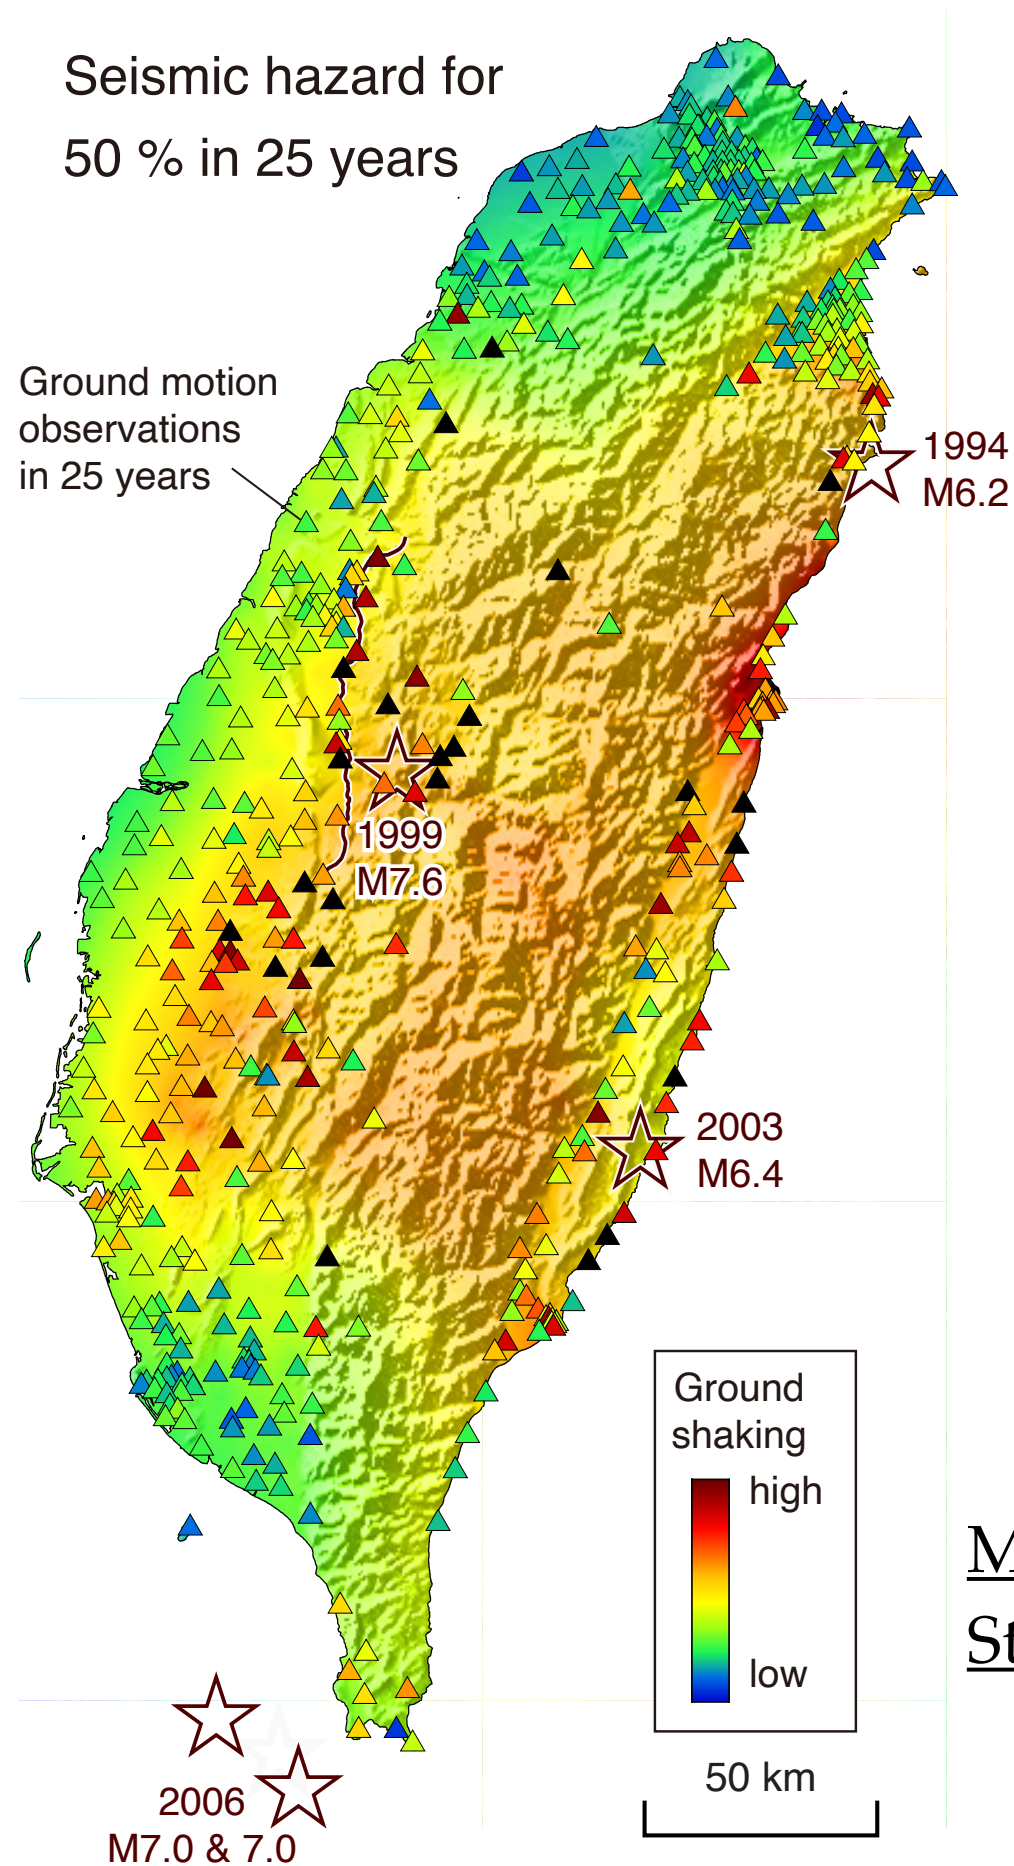 Seismic hazard for
50 % in 25 years
Ground motion
observations
in 25 years
1994
M6.2
1999
M7.6
2003
M6.4
Ground
shaking
high
low
50 km
2006
M7.0 & 7.0
M
St